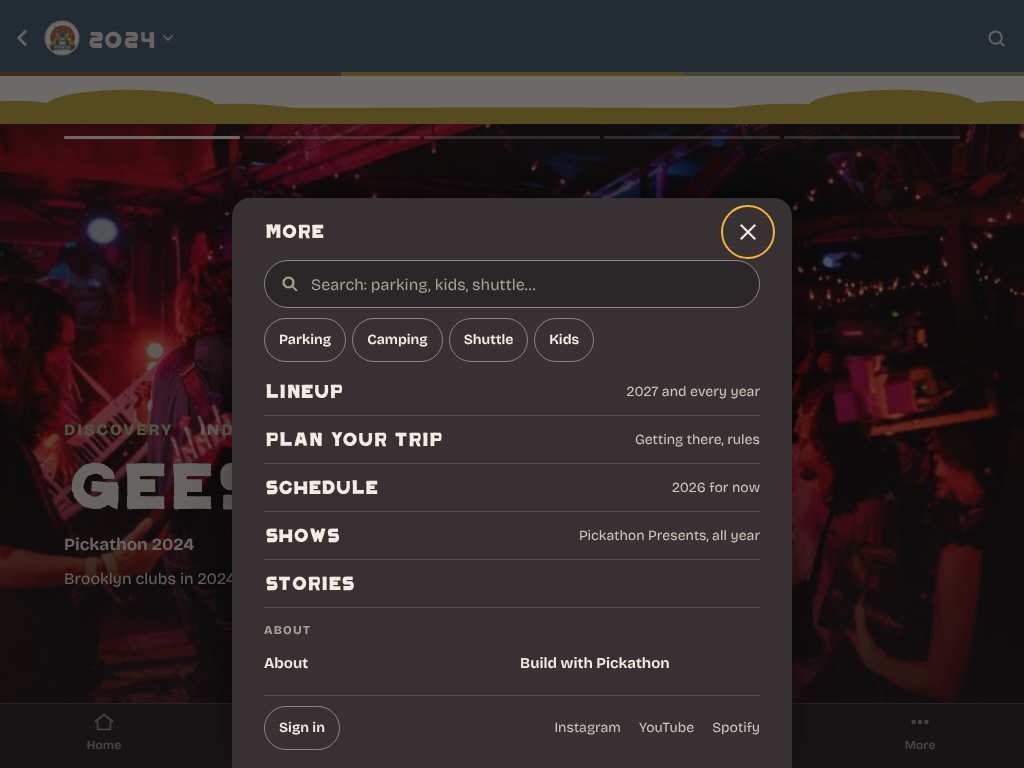 2024
MORE
Search: parking, kids, shuttle...
Parking Camping Shuttle Kids
LINEUP 2027 and every year
PLAN YOUR TRIP Getting there, rules
SCHEDULE 2026 for now
SHOWS Pickathon Presents, all year
STORIES
ABOUT
About Build with Pickathon
Sign in Instagram YouTube Spotify
DISCOVERY · IND
GEES
Pickathon 2024
Brooklyn clubs in 2024
Home More